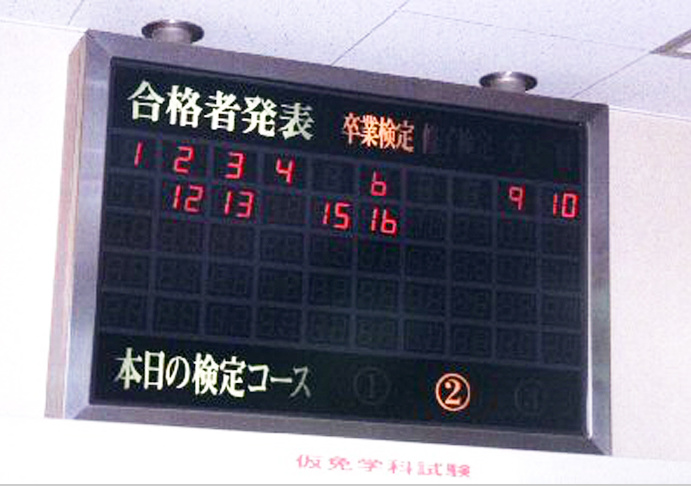 合格者発表 卒業検定
1 2 3 4 6 9 10
12 13 15 16
本日の検定コース ① ② ③
仮免学科試験